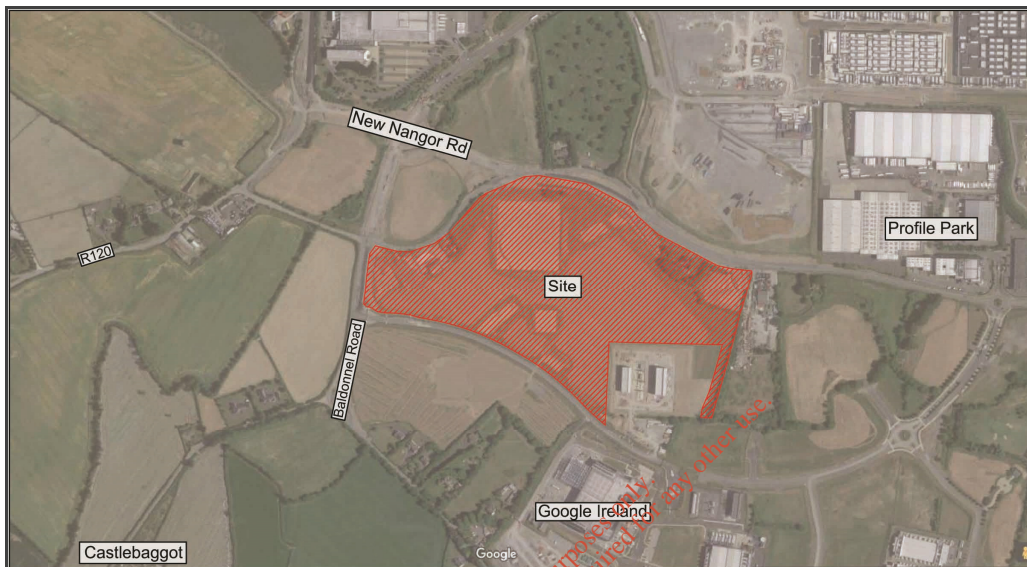 New Nangor Rd
Profile Park
R120
Site
Baldonnel Road
Google Ireland
Castlebaggot
Google
poses only.
ired for any other use.